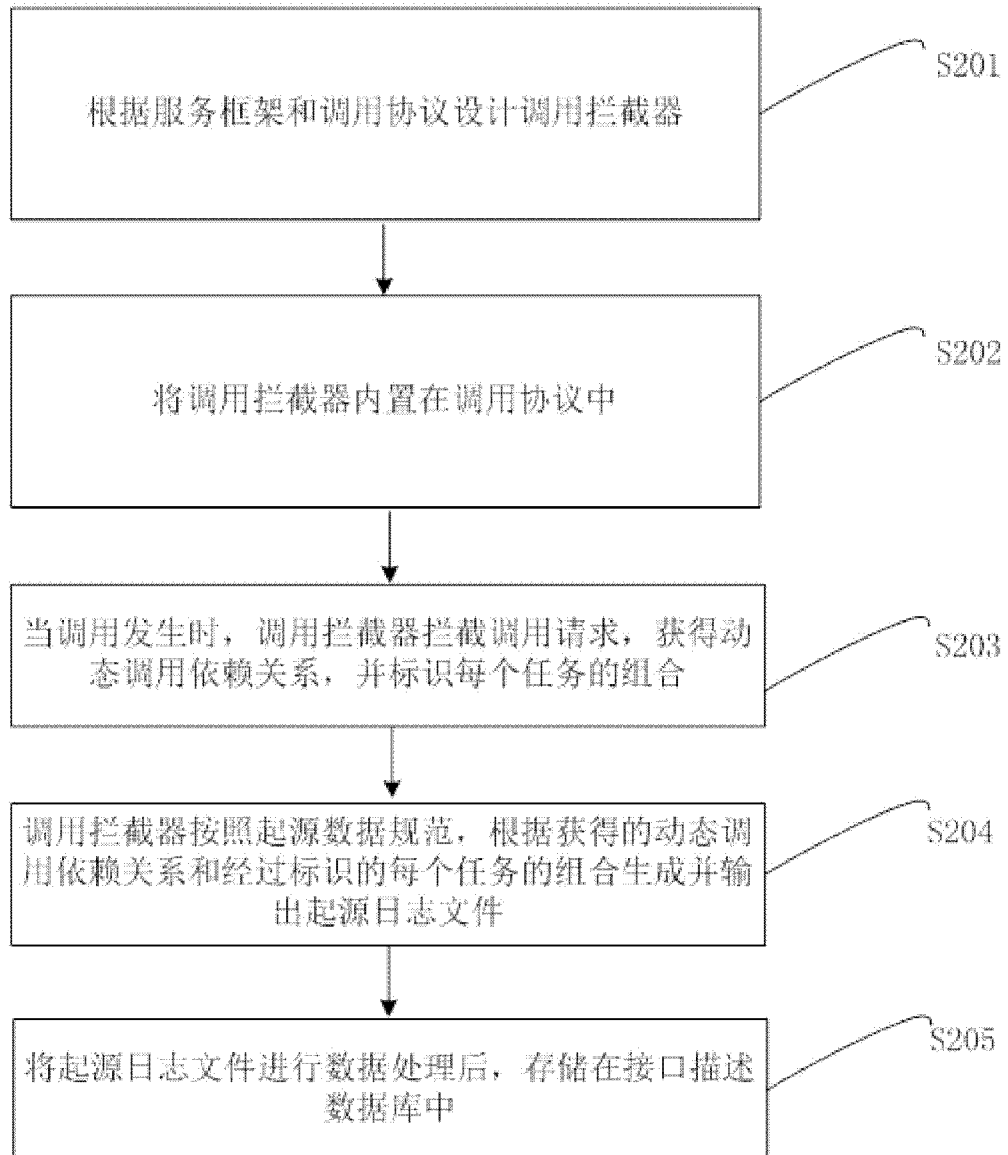 根据服务框架和调用协议设计调用拦截器
S201
将调用拦截器内置在调用协议中
S202
当调用发生时，调用拦截器拦截调用请求，获得动
态调用依赖关系，并标识每个任务的组合
S203
调用拦截器按照起源数据规范，根据获得的动态调
用依赖关系和经过标识的每个任务的组合生成并输
出起源日志文件
S204
将起源日志文件进行数据处理后，存储在接口描述
数据库中
S205